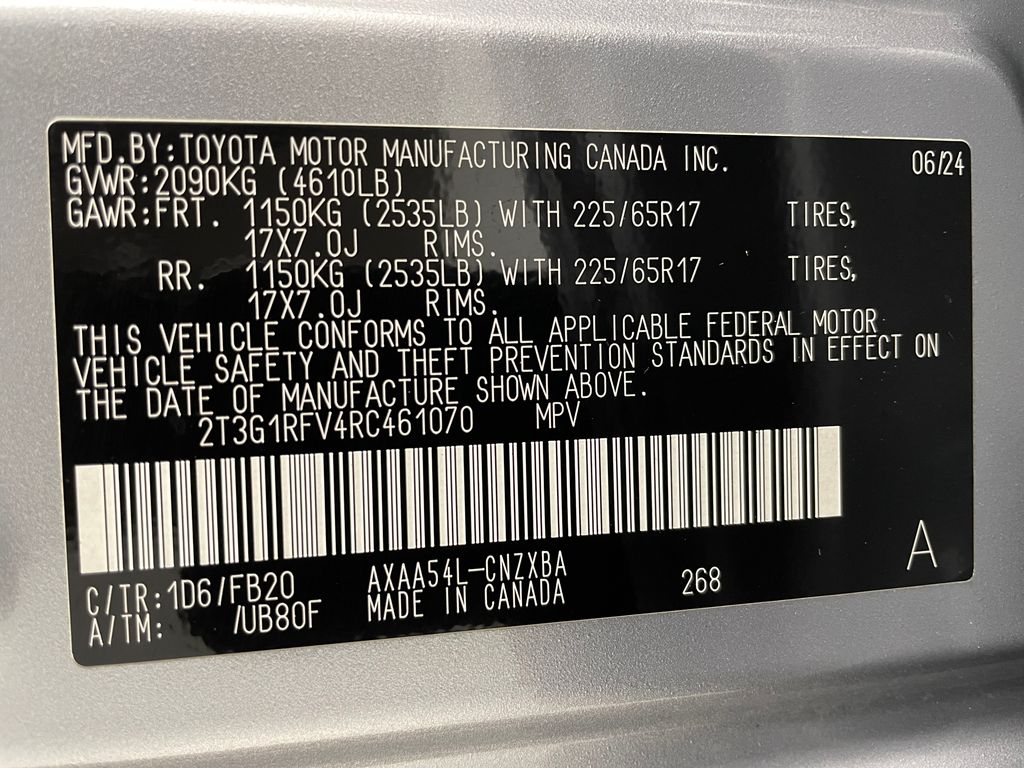 MFD.BY:TOYOTA MOTOR MANUFACTURING CANADA INC. 06/24
GVWR:2090KG (4610LB)
GAWR:FRT. 1150KG (2535LB) WITH 225/65R17 TIRES,
17X7.0J RIMS.
RR. 1150KG (2535LB) WITH 225/65R17 TIRES,
17X7.0J RIMS.
THIS VEHICLE CONFORMS TO ALL APPLICABLE FEDERAL MOTOR
VEHICLE SAFETY AND THEFT PREVENTION STANDARDS IN EFFECT ON
THE DATE OF MANUFACTURE SHOWN ABOVE.
2T3G1RFV4RC461070 MPV
A
C/TR:1D6/FB20 AXAA54L-CNZXBA 268
A/TM: /UB80F MADE IN CANADA